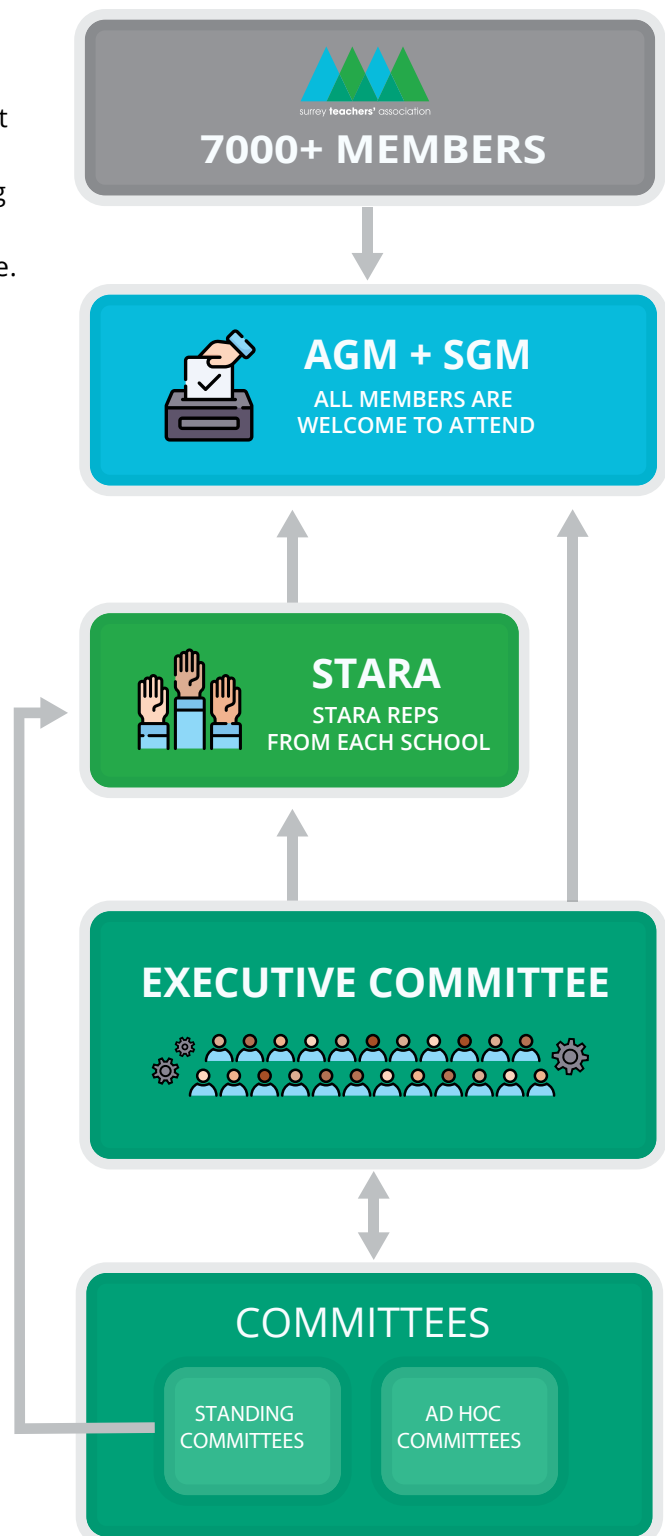 surrey teachers' association
7000+ MEMBERS
AGM + SGM
ALL MEMBERS ARE
WELCOME TO ATTEND
STARA
STARA REPS
FROM EACH SCHOOL
EXECUTIVE COMMITTEE
COMMITTEES
STANDING
COMMITTEES
AD HOC
COMMITTEES